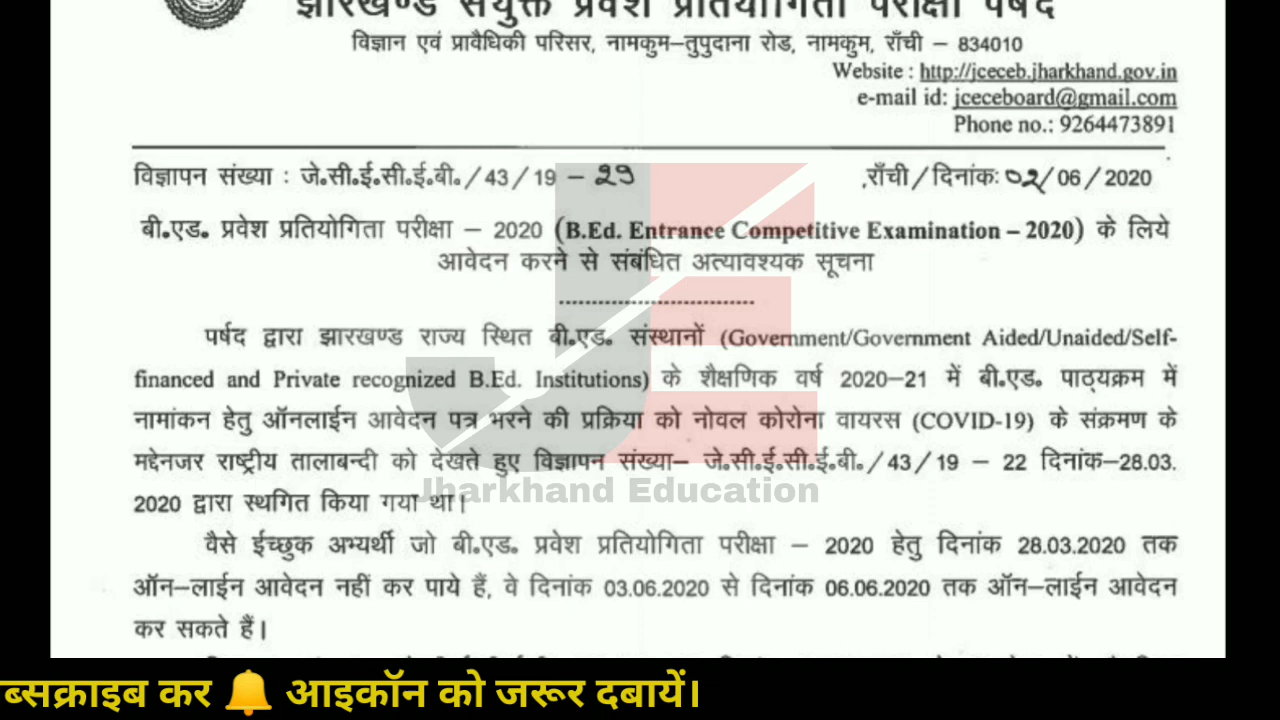 झारखण्ड संयुक्त प्रवेश प्रतियोगिता परीक्षा पर्षद
विज्ञान एवं प्रावैधिकी परिसर, नामकुम–तुपुदाना रोड, नामकुम, राँची – 834010
Website : http://jceceb.jharkhand.gov.in
e-mail id: jceceboard@gmail.com
Phone no.: 9264473891
विज्ञापन संख्या : जे.सी.ई.सी.ई.बी./43/19 – 29 राँची/दिनांक: 02/06/2020
बी.एड. प्रवेश प्रतियोगिता परीक्षा – 2020 (B.Ed. Entrance Competitive Examination – 2020) के लिये
आवेदन करने से संबंधित अत्यावश्यक सूचना
पर्षद द्वारा झारखण्ड राज्य स्थित बी.एड. संस्थानों (Government/Government Aided/Unaided/Self-
financed and Private recognized B.Ed. Institutions) के शैक्षणिक वर्ष 2020–21 में बी.एड. पाठ्यक्रम में
नामांकन हेतु ऑनलाईन आवेदन पत्र भरने की प्रक्रिया को नोवल कोरोना वायरस (COVID-19) के संक्रमण के
मद्देनजर राष्ट्रीय तालाबन्दी को देखते हुए विज्ञापन संख्या– जे.सी.ई.सी.ई.बी./43/19 – 22 दिनांक–28.03.
2020 द्वारा स्थगित किया गया था।
Jharkhand Education
वैसे ईच्छुक अभ्यर्थी जो बी.एड. प्रवेश प्रतियोगिता परीक्षा – 2020 हेतु दिनांक 28.03.2020 तक
ऑन–लाईन आवेदन नहीं कर पाये हैं, वे दिनांक 03.06.2020 से दिनांक 06.06.2020 तक ऑन–लाईन आवेदन
कर सकते हैं।
ब्सक्राइब कर 🔔 आइकॉन को जरूर दबायें।